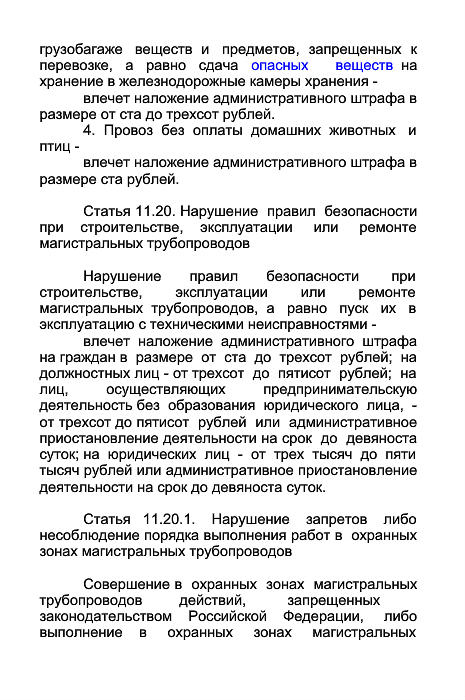 грузобагаже веществ и предметов, запрещенных к
перевозке, а равно сдача опасных веществ на
хранение в железнодорожные камеры хранения -
влечет наложение административного штрафа в
размере от ста до трехсот рублей.
4. Провоз без оплаты домашних животных и
птиц -
влечет наложение административного штрафа в
размере ста рублей.
Статья 11.20. Нарушение правил безопасности
при строительстве, эксплуатации или ремонте
магистральных трубопроводов
Нарушение правил безопасности при
строительстве, эксплуатации или ремонте
магистральных трубопроводов, а равно пуск их в
эксплуатацию с техническими неисправностями -
влечет наложение административного штрафа
на граждан в размере от ста до трехсот рублей; на
должностных лиц - от трехсот до пятисот рублей; на
лиц, осуществляющих предпринимательскую
деятельность без образования юридического лица, -
от трехсот до пятисот рублей или административное
приостановление деятельности на срок до девяноста
суток; на юридических лиц - от трех тысяч до пяти
тысяч рублей или административное приостановление
деятельности на срок до девяноста суток.
Статья 11.20.1. Нарушение запретов либо
несоблюдение порядка выполнения работ в охранных
зонах магистральных трубопроводов
Совершение в охранных зонах магистральных
трубопроводов действий, запрещенных
законодательством Российской Федерации, либо
выполнение в охранных зонах магистральных